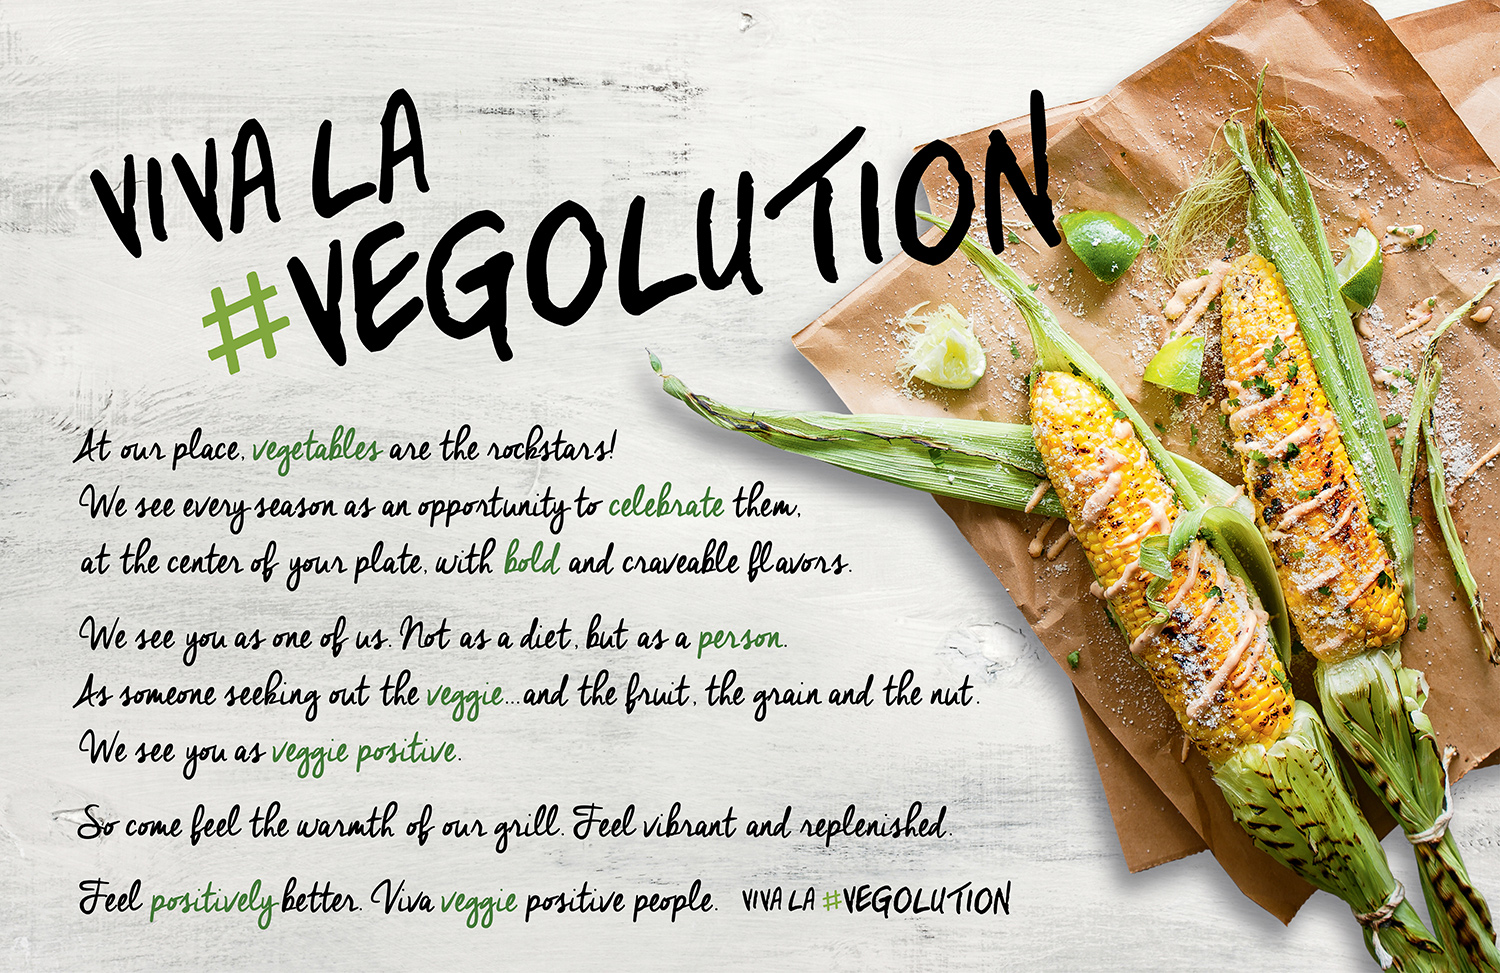 VIVA LA
#VEGOLUTION
At our place, vegetables are the rockstars!
We see every season as an opportunity to celebrate them,
at the center of your plate, with bold and craveable flavors.
We see you as one of us. Not as a diet, but as a person.
As someone seeking out the veggie...and the fruit, the grain and the nut.
We see you as veggie positive.
So come feel the warmth of our grill. Feel vibrant and replenished.
Feel positively better. Viva veggie positive people. VIVA LA #VEGOLUTION